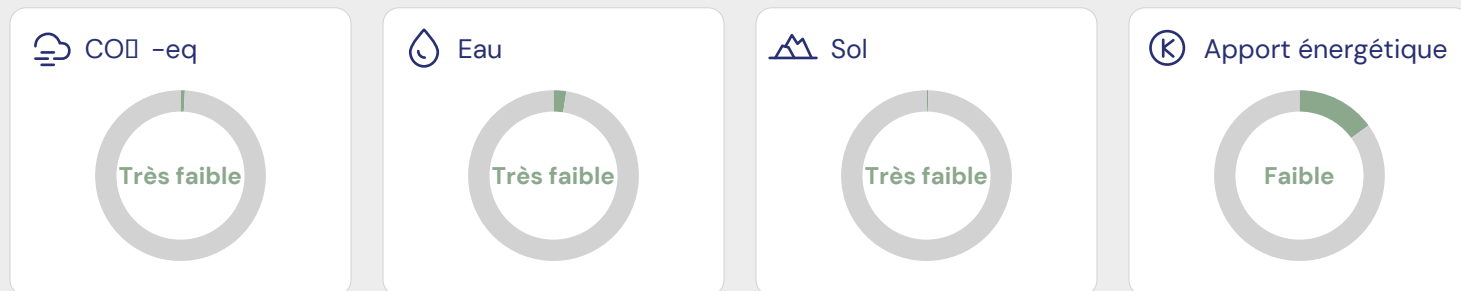 CO▯ -eq
Eau
Sol
Apport énergétique
Très faible
Très faible
Très faible
Faible